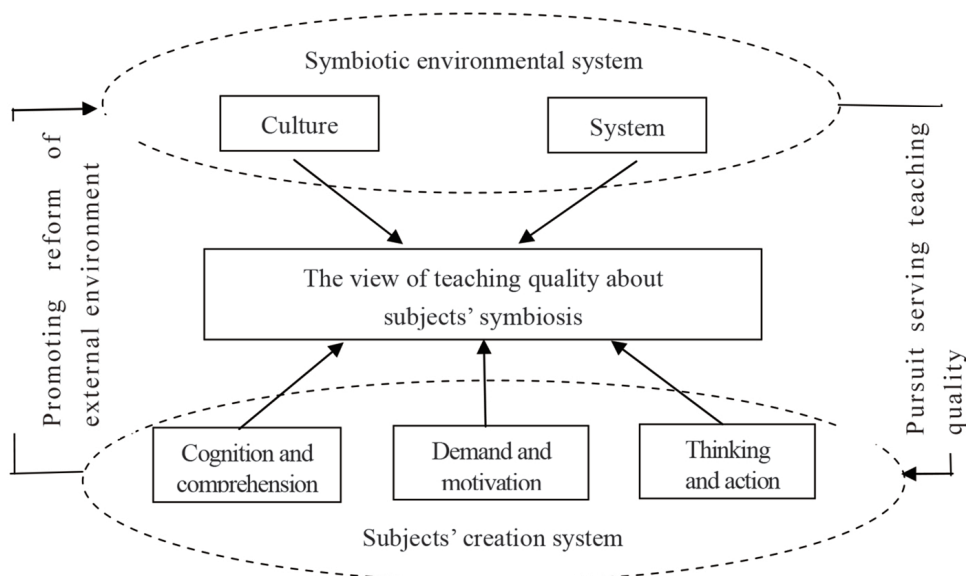 Symbiotic environmental system
Culture
System
Promoting reform of
external environment
The view of teaching quality about
subjects’ symbiosis
Pursuit serving teaching
quality
Cognition and
comprehension
Demand and
motivation
Thinking
and action
Subjects’ creation system